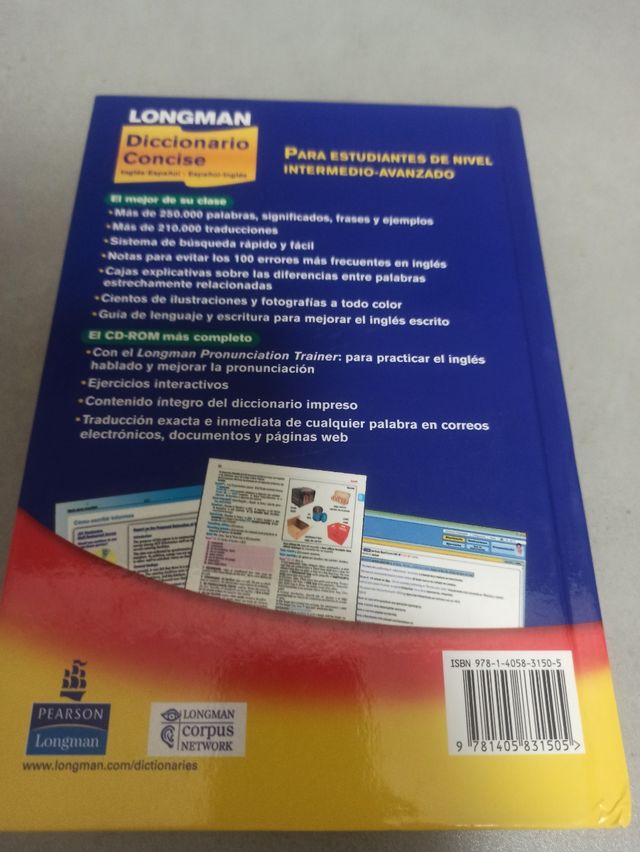 LONGMAN
Diccionario
Concise
Inglés-Español · Español-Inglés
PARA ESTUDIANTES DE NIVEL
INTERMEDIO-AVANZADO
El mejor de su clase
• Más de 250.000 palabras, significados, frases y ejemplos
• Más de 210.000 traducciones
• Sistema de búsqueda rápido y fácil
• Notas para evitar los 100 errores más frecuentes en inglés
• Cajas explicativas sobre las diferencias entre palabras
estrechamente relacionadas
• Cientos de ilustraciones y fotografías a todo color
• Guía de lenguaje y escritura para mejorar el inglés escrito
El CD-ROM más completo
• Con el Longman Pronunciation Trainer: para practicar el inglés
hablado y mejorar la pronunciación
• Ejercicios interactivos
• Contenido íntegro del diccionario impreso
• Traducción exacta e inmediata de cualquier palabra en correos
electrónicos, documentos y páginas web
Cómo escribir informes
ISBN 978-1-4058-3150-5
9 781405 831505 >
PEARSON
Longman
LONGMAN
corpus
NETWORK
www.longman.com/dictionaries